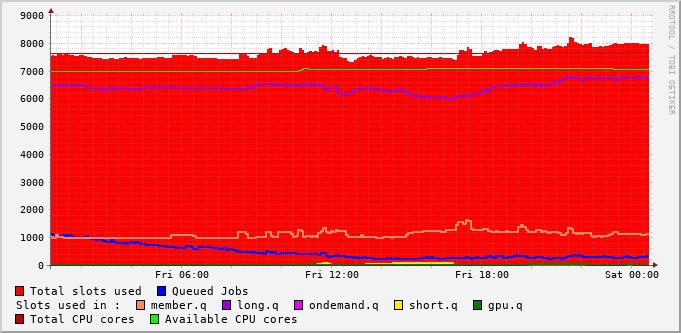 9000
8000
7000
6000
5000
4000
3000
2000
1000
0
Fri 06:00 Fri 12:00 Fri 18:00 Sat 00:00
Total slots used Queued Jobs
Slots used in : member.q long.q ondemand.q short.q gpu.q
Total CPU cores Available CPU cores
RRDTOOL / TOBI OETIKER